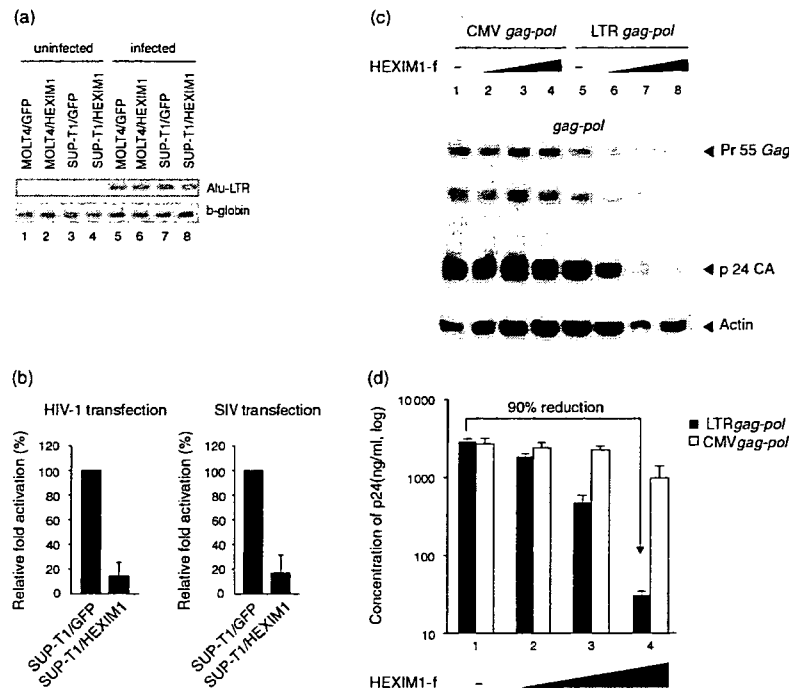 (a)
uninfected infected
MOLT4/GFP
MOLT4/HEXIM1
SUP-T1/GFP
SUP-T1/HEXIM1
MOLT4/GFP
MOLT4/HEXIM1
SUP-T1/GFP
SUP-T1/HEXIM1
Alu-LTR
b-globin
1 2 3 4 5 6 7 8
(b)
HIV-1 transfection
Relative fold activation (%)
120
100
80
60
40
20
0
SUP-T1/GFP
SUP-T1/HEXIM1
SIV transfection
Relative fold activation (%)
120
100
80
60
40
20
0
SUP-T1/GFP
SUP-T1/HEXIM1
(c)
CMV gag-pol LTR gag-pol
HEXIM1-f – –
1 2 3 4 5 6 7 8
gag-pol
Pr 55 Gag
p 24 CA
Actin
(d)
Concentration of p24(ng/ml, log)
10 000
1000
100
10
90% reduction
LTRgag-pol
CMVgag-pol
1 2 3 4
HEXIM1-f –